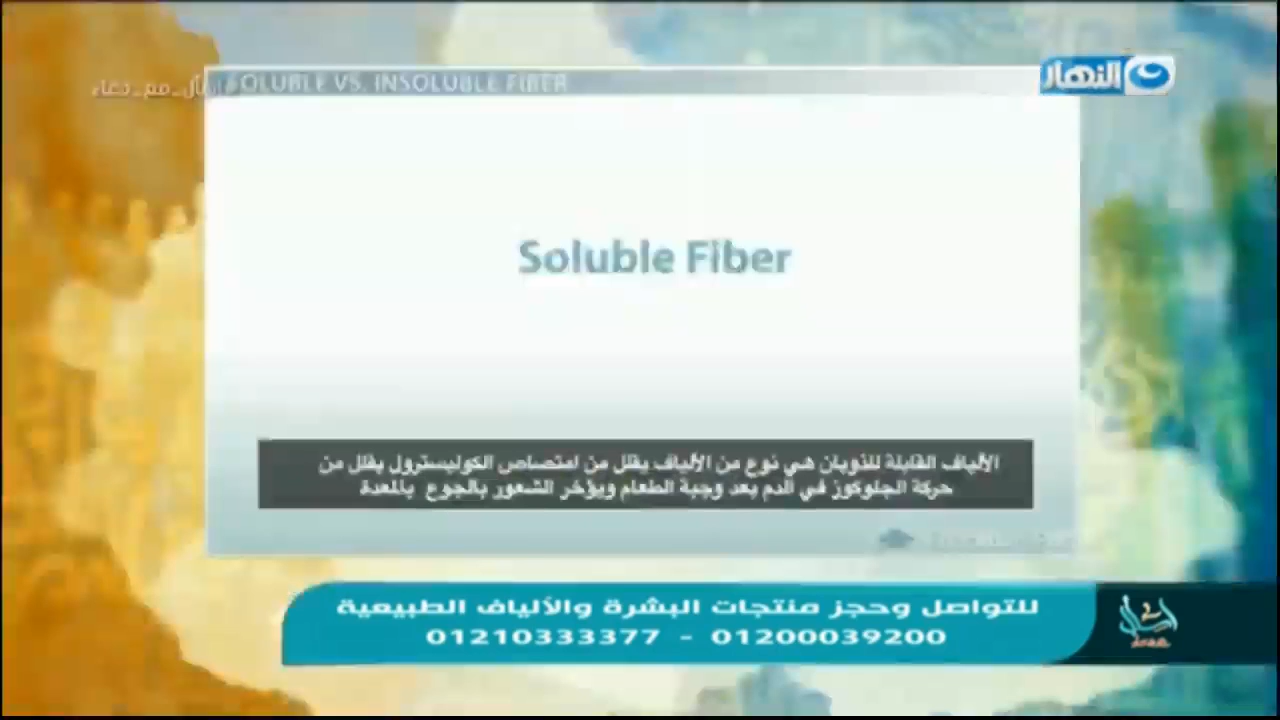 SOLUBLE VS. INSOLUBLE FIBER
النهار
Soluble Fiber
الألياف القابلة للذوبان هي نوع من الألياف يقلل من امتصاص الكوليسترول يقلل من
حركة الجلوكوز في الدم بعد وجبة الطعام ويؤخر الشعور بالجوع بالمعدة
للتواصل وحجز منتجات البشرة والألياف الطبيعية
01210333377 - 01200039200